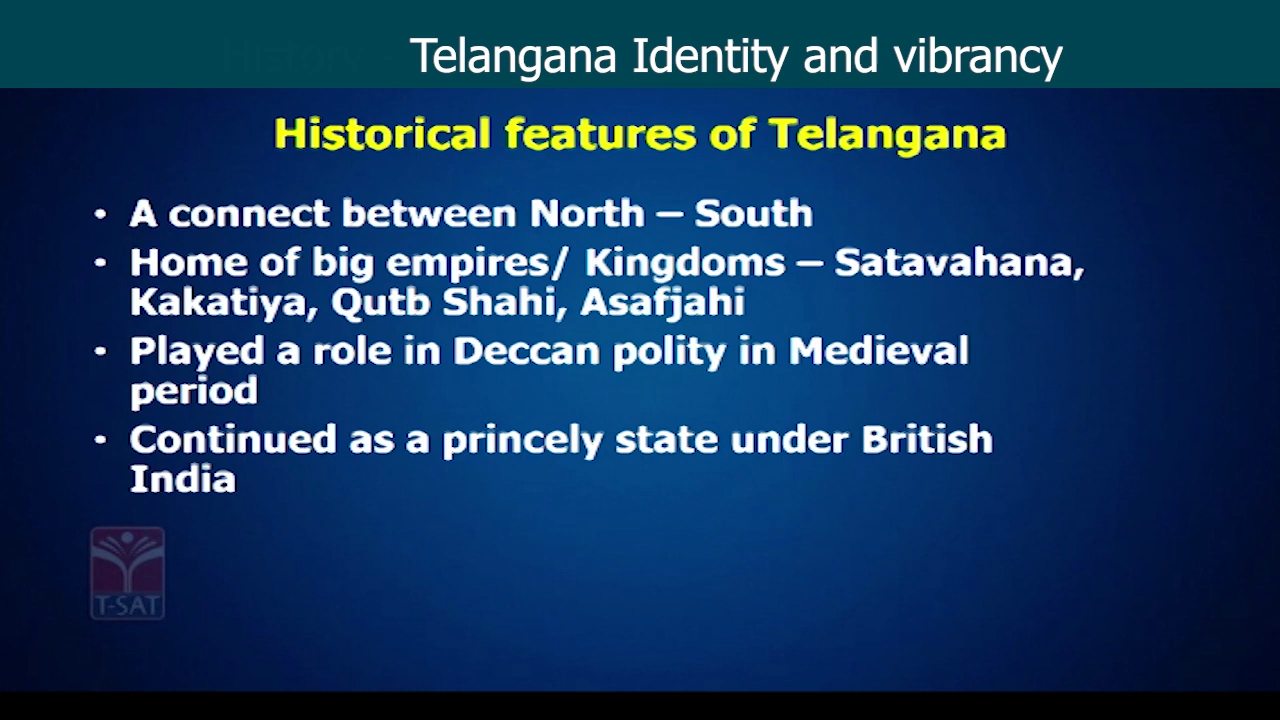 History Telangana Identity and vibrancy
Historical features of Telangana
• A connect between North – South
• Home of big empires/ Kingdoms – Satavahana,
Kakatiya, Qutb Shahi, Asafjahi
• Played a role in Deccan polity in Medieval
period
• Continued as a princely state under British
India
T-SAT